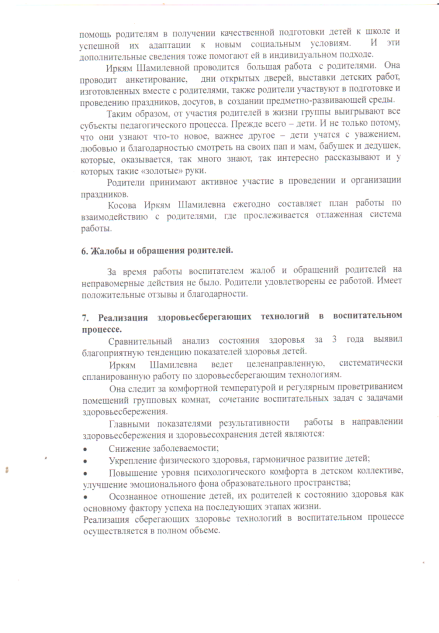 помощь родителям в получении качественной подготовки детей к школе и
успешной их адаптации к новым социальным условиям. И эти
дополнительные сведения тоже помогают ей в индивидуальном подходе.
Иркям Шамилевной проводится большая работа с родителями. Она
проводит анкетирование, дни открытых дверей, выставки детских работ,
изготовленных вместе с родителями, также родители участвуют в подготовке и
проведению праздников, досугов, в создании предметно-развивающей среды.
Таким образом, от участия родителей в жизни группы выигрывают все
субъекты педагогического процесса. Прежде всего – дети. И не только потому,
что они узнают что-то новое, важнее другое – дети учатся с уважением,
любовью и благодарностью смотреть на своих пап и мам, бабушек и дедушек,
которые, оказывается, так много знают, так интересно рассказывают и у
которых такие «золотые» руки.
Родители принимают активное участие в проведении и организации
праздников.
Косова Иркям Шамилевна ежегодно составляет план работы по
взаимодействию с родителями, где прослеживается отлаженная система
работы.
6. Жалобы и обращения родителей.
За время работы воспитателем жалоб и обращений родителей на
неправомерные действия не было. Родители удовлетворены ее работой. Имеет
положительные отзывы и благодарности.
7. Реализация здоровьесберегающих технологий в воспитательном
процессе.
Сравнительный анализ состояния здоровья за 3 года выявил
благоприятную тенденцию показателей здоровья детей.
Иркям Шамилевна ведет целенаправленную, систематически
спланированную работу по здоровьесберегающим технологиям.
Она следит за комфортной температурой и регулярным проветриванием
помещений групповых комнат, сочетание воспитательных задач с задачами
здоровьесбережения.
Главными показателями результативности работы в направлении
здоровьесбережения и здоровьесохранения детей являются:
• Снижение заболеваемости;
• Укрепление физического здоровья, гармоничное развитие детей;
• Повышение уровня психологического комфорта в детском коллективе,
улучшение эмоционального фона образовательного пространства;
• Осознанное отношение детей, их родителей к состоянию здоровья как
основному фактору успеха на последующих этапах жизни.
Реализация сберегающих здоровье технологий в воспитательном процессе
осуществляется в полном объеме.